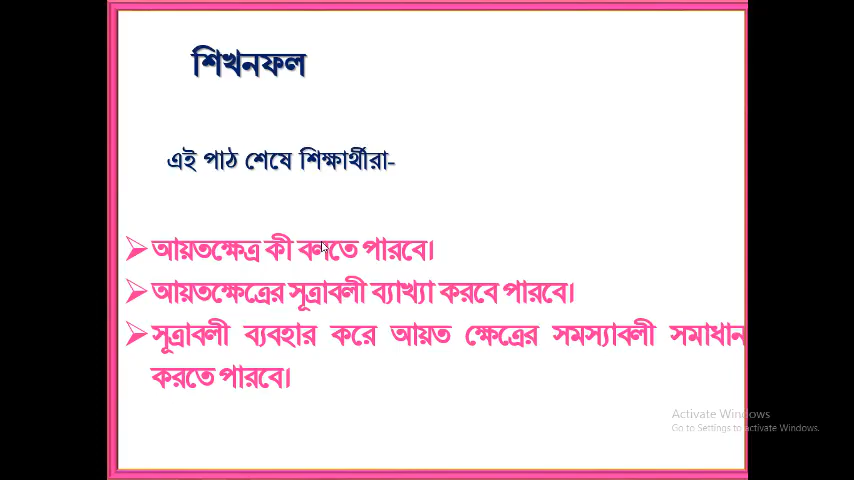 শিখনফল
এই পাঠ শেষে শিক্ষার্থীরা-
➢আয়তক্ষেত্র কী বলতে পারবে।
➢আয়তক্ষেত্রের সূত্রাবলী ব্যাখ্যা করবে পারবে।
➢সূত্রাবলী ব্যবহার করে আয়ত ক্ষেত্রের সমস্যাবলী সমাধান
করতে পারবে।
Activate Windows
Go to Settings to activate Windows.